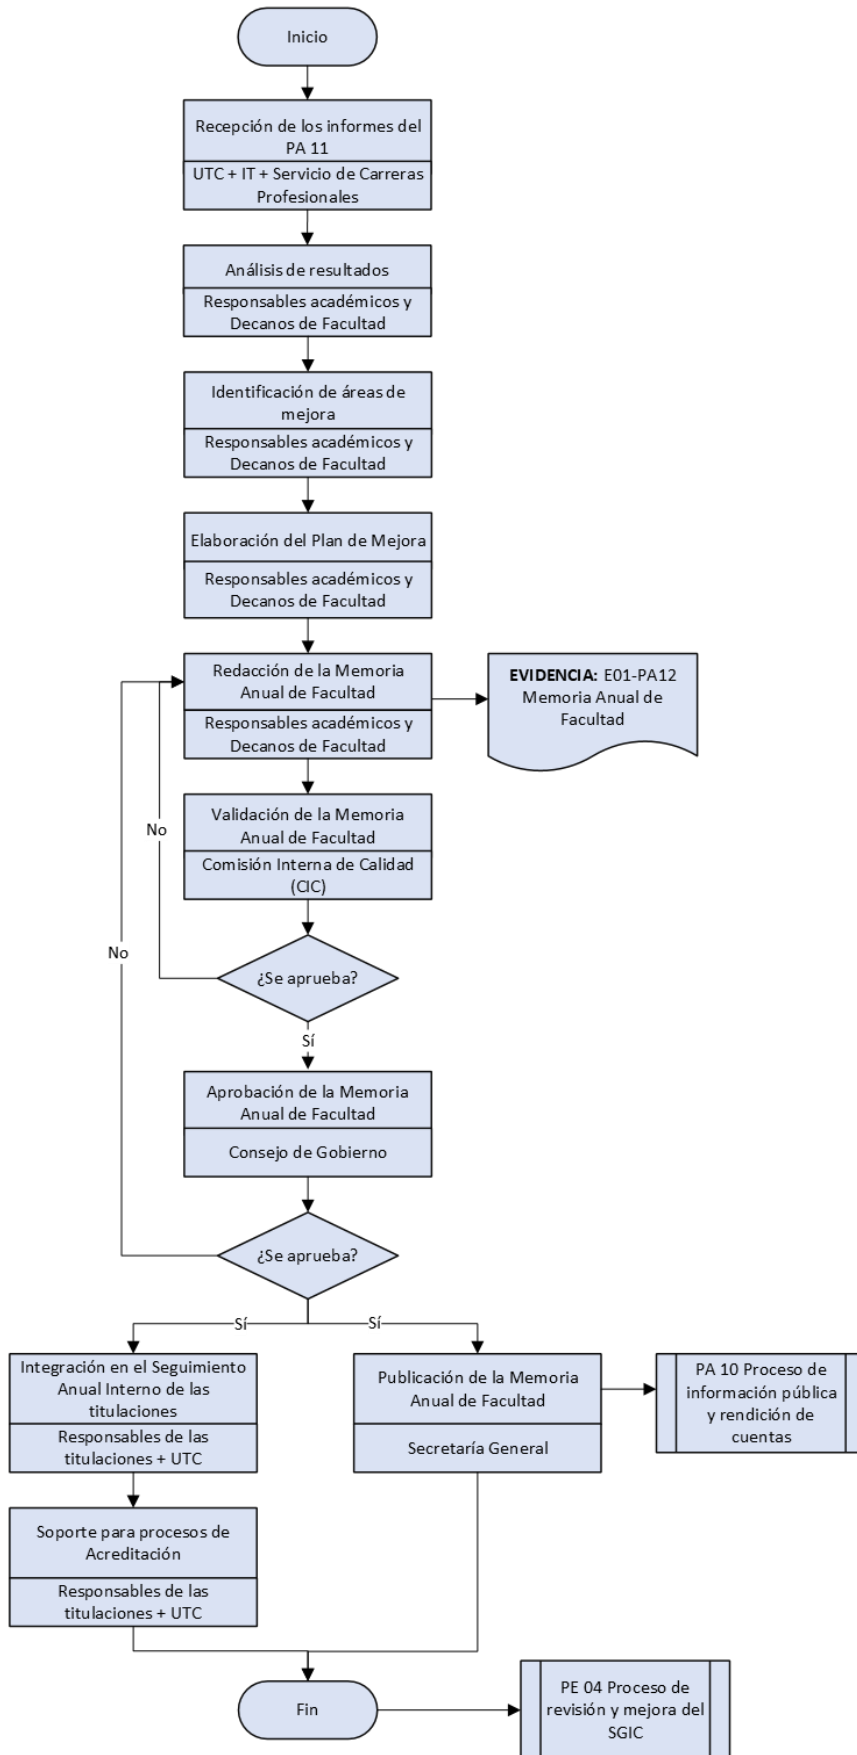 Inicio
Recepción de los informes del
PA 11
UTC + IT + Servicio de Carreras
Profesionales
Análisis de resultados
Responsables académicos y
Decanos de Facultad
Identificación de áreas de
mejora
Responsables académicos y
Decanos de Facultad
Elaboración del Plan de Mejora
Responsables académicos y
Decanos de Facultad
Redacción de la Memoria
Anual de Facultad
Responsables académicos y
Decanos de Facultad
EVIDENCIA: E01-PA12
Memoria Anual de
Facultad
Validación de la Memoria
Anual de Facultad
Comisión Interna de Calidad
(CIC)
No
No
¿Se aprueba?
Sí
Aprobación de la Memoria
Anual de Facultad
Consejo de Gobierno
¿Se aprueba?
Sí
Sí
Integración en el Seguimiento
Anual Interno de las
titulaciones
Responsables de las
titulaciones + UTC
Publicación de la Memoria
Anual de Facultad
Secretaría General
PA 10 Proceso de
información pública
y rendición de
cuentas
Soporte para procesos de
Acreditación
Responsables de las
titulaciones + UTC
Fin
PE 04 Proceso de
revisión y mejora del
SGIC